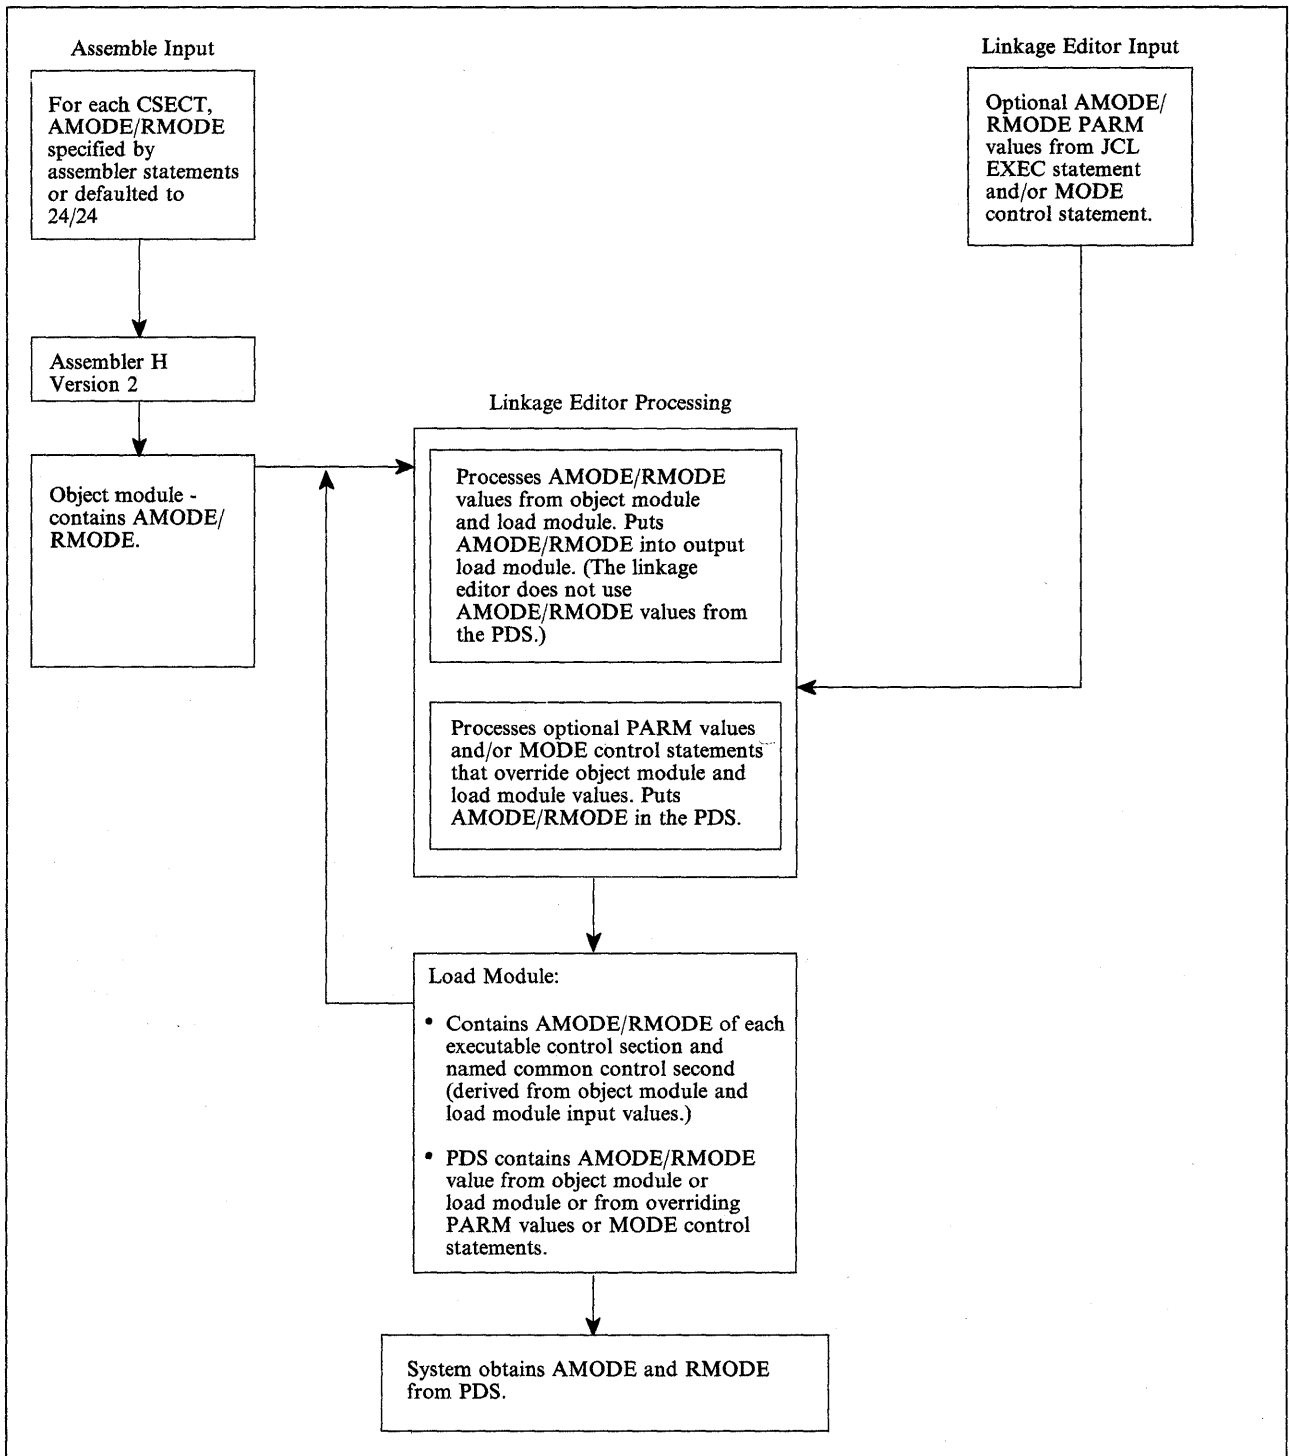 Assemble Input
For each CSECT,
AMODE/RMODE
specified by
assembler statements
or defaulted to
24/24
Linkage Editor Input
Optional AMODE/
RMODE PARM
values from JCL
EXEC statement
and/or MODE
control statement.
Assembler H
Version 2
Object module -
contains AMODE/
RMODE.
Linkage Editor Processing
Processes AMODE/RMODE
values from object module
and load module. Puts
AMODE/RMODE into output
load module. (The linkage
editor does not use
AMODE/RMODE values from
the PDS.)
Processes optional PARM values
and/or MODE control statements
that override object module and
load module values. Puts
AMODE/RMODE in the PDS.
Load Module:
• Contains AMODE/RMODE of each
executable control section and
named common control second
(derived from object module and
load module input values.)
• PDS contains AMODE/RMODE
value from object module or
load module or from overriding
PARM values or MODE control
statements.
System obtains AMODE and RMODE
from PDS.